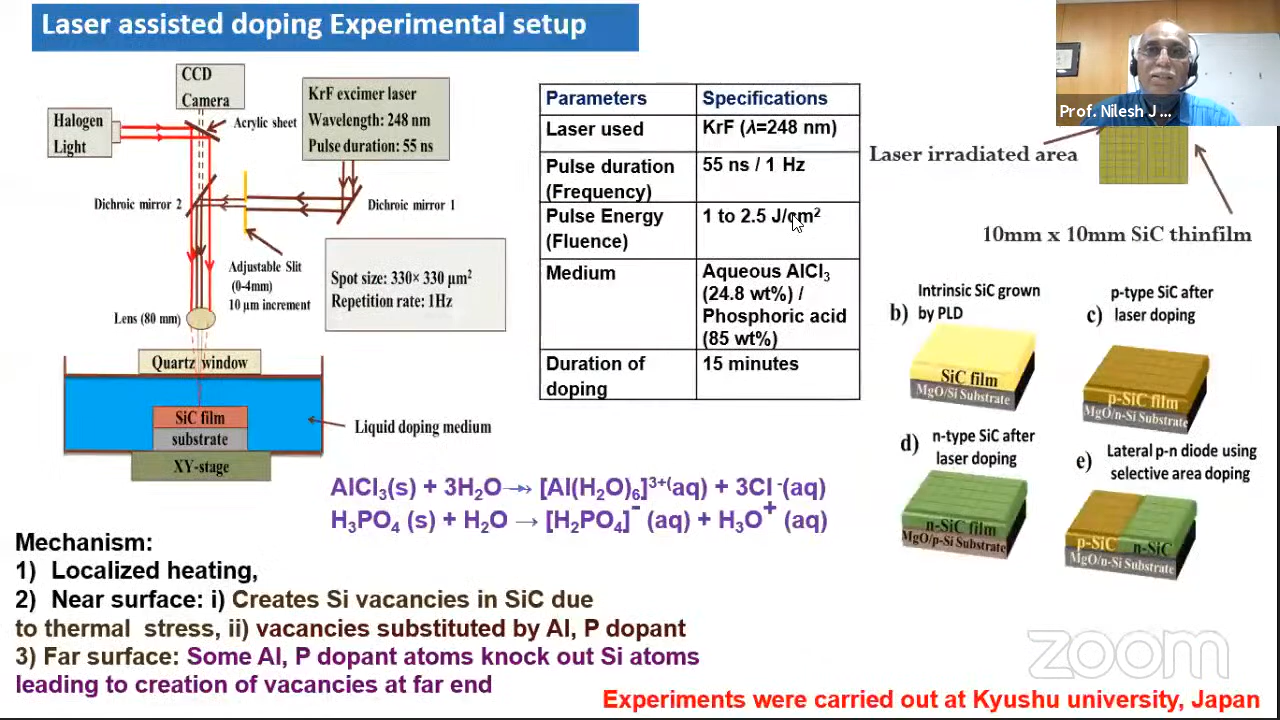 Laser assisted doping Experimental setup
CCD
Camera
KrF excimer laser
Wavelength: 248 nm
Pulse duration: 55 ns
Halogen
Light
Acrylic sheet
Dichroic mirror 2
Dichroic mirror 1
Adjustable Slit
(0-4mm)
10 µm increment
Spot size: 330× 330 µm²
Repetition rate: 1Hz
Lens (80 mm)
Quartz window
SiC film
substrate
XY-stage
Liquid doping medium
Parameters Specifications
Laser used KrF (λ=248 nm)
Pulse duration 55 ns / 1 Hz
(Frequency)
Pulse Energy 1 to 2.5 J/cm²
(Fluence)
Medium Aqueous AlCl₃
(24.8 wt%) /
Phosphoric acid
(85 wt%)
Duration of 15 minutes
doping
Prof. Nilesh J ...
Laser irradiated area
10mm x 10mm SiC thinfilm
b) Intrinsic SiC grown
by PLD
SiC film
MgO/Si Substrate
c) p-type SiC after
laser doping
p-SiC film
MgO/n-Si Substrate
d) n-type SiC after
laser doping
n-SiC film
MgO/p-Si Substrate
e) Lateral p-n diode using
selective area doping
p-SiC n-SiC
MgO/n-Si Substrate
AlCl₃(s) + 3H₂O → [Al(H₂O)₆]³⁺⁽(aq) + 3Cl ⁻(aq)
H₃PO₄ (s) + H₂O → [H₂PO₄]⁻ (aq) + H₃O⁺ (aq)
Mechanism:
1) Localized heating,
2) Near surface: i) Creates Si vacancies in SiC due
to thermal stress, ii) vacancies substituted by Al, P dopant
3) Far surface: Some Al, P dopant atoms knock out Si atoms
leading to creation of vacancies at far end
zoom
Experiments were carried out at Kyushu university, Japan